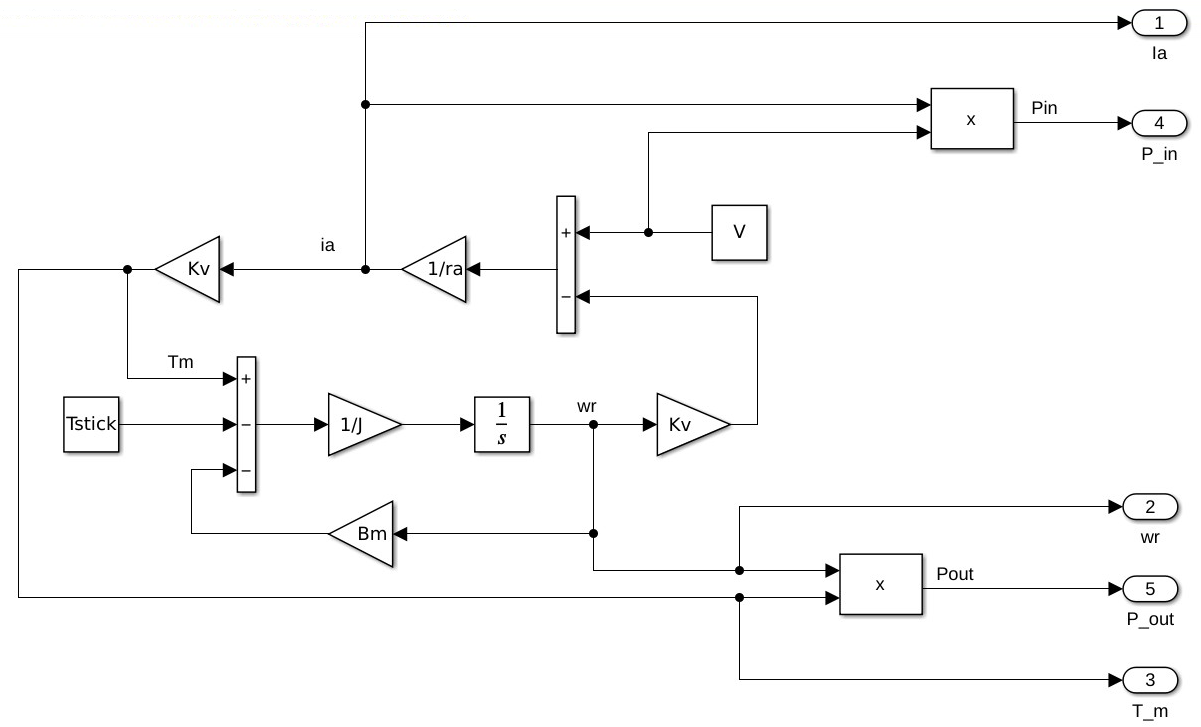 1
Ia
x
Pin
4
P_in
V
+
−
ia
Kv
1/ra
Tm
+
−
−
Tstick
1/J
1
s
wr
Kv
Bm
2
wr
x
Pout
5
P_out
3
T_m